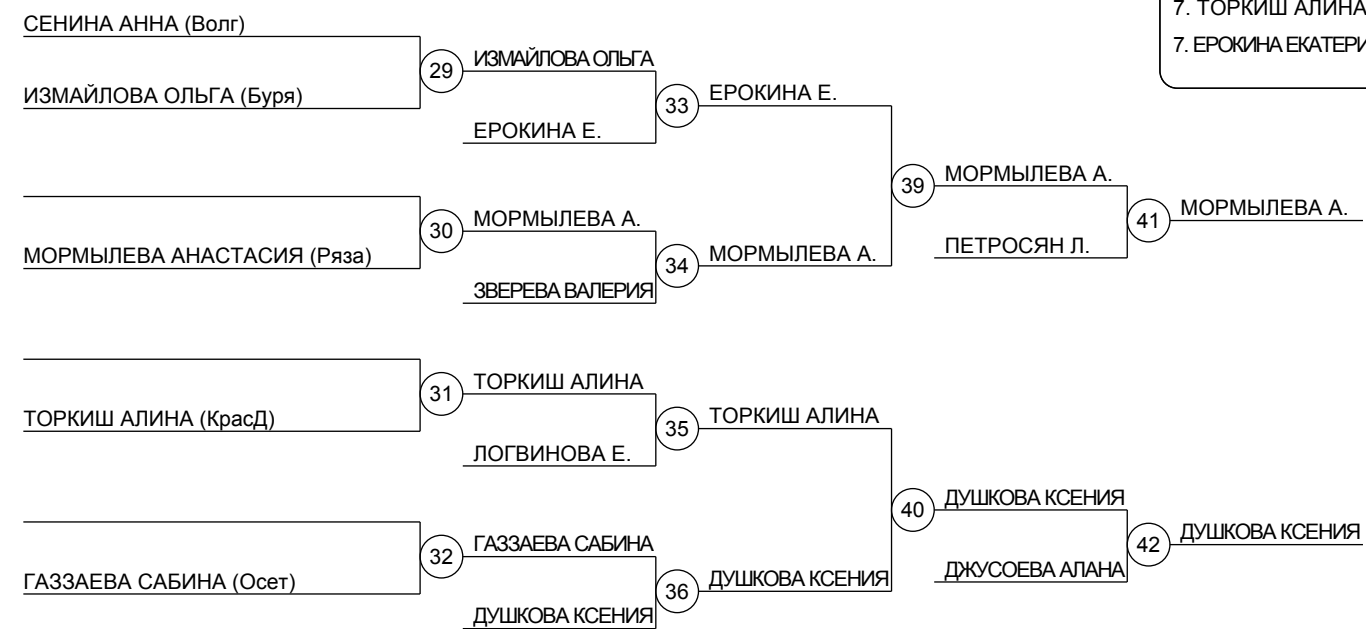 7. ТОРКИШ АЛИНА
7. ЕРОКИНА
СЕНИНА АННА (Волг)
29
ИЗМАЙЛОВА ОЛЬГА
ИЗМАЙЛОВА ОЛЬГА (Буря)
33
ЕРОКИНА Е.
ЕРОКИНА Е.
39
МОРМЫЛЕВА А.
30
МОРМЫЛЕВА А.
41
МОРМЫЛЕВА А.
МОРМЫЛЕВА АНАСТАСИЯ (Ряза)
34
МОРМЫЛЕВА А.
ПЕТРОСЯН Л.
ЗВЕРЕВА ВАЛЕРИЯ
31
ТОРКИШ АЛИНА
ТОРКИШ АЛИНА (КрасД)
35
ТОРКИШ АЛИНА
ЛОГВИНОВА Е.
40
ДУШКОВА КСЕНИЯ
32
ГАЗЗАЕВА САБИНА
42
ДУШКОВА КСЕНИЯ
ГАЗЗАЕВА САБИНА (Осет)
36
ДУШКОВА КСЕНИЯ
ДЖУСОЕВА АЛАНА
ДУШКОВА КСЕНИЯ